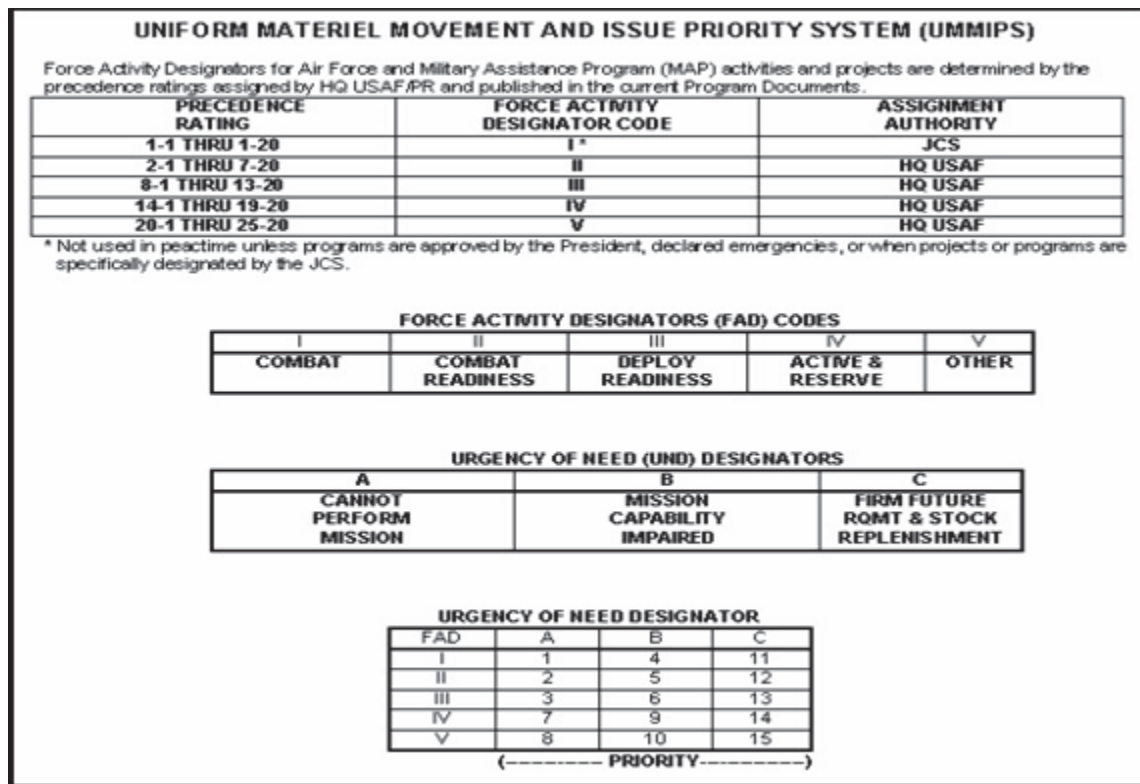 UNIFORM MATERIEL MOVEMENT AND ISSUE PRIORITY SYSTEM (UMMIPS)
Force Activity Designators for Air Force and Military Assistance Program (MAP) activities and projects are determined by the
precedence ratings assigned by HQ USAF/PR and published in the current Program Documents.
PRECEDENCE RATING FORCE ACTIVITY DESIGNATOR CODE ASSIGNMENT AUTHORITY
1-1 THRU 1-20 I * JCS
2-1 THRU 7-20 II HQ USAF
8-1 THRU 13-20 III HQ USAF
14-1 THRU 19-20 IV HQ USAF
20-1 THRU 25-20 V HQ USAF
* Not used in peactime unless programs are approved by the President, declared emergencies, or when projects or programs are
specifically designated by the JCS.
FORCE ACTIVITY DESIGNATORS (FAD) CODES
I II III IV V
COMBAT COMBAT READINESS DEPLOY READINESS ACTIVE & RESERVE OTHER
URGENCY OF NEED (UND) DESIGNATORS
A B C
CANNOT PERFORM MISSION MISSION CAPABILITY IMPAIRED FIRM FUTURE RQMT & STOCK REPLENISHMENT
URGENCY OF NEED DESIGNATOR
FAD A B C
I 1 4 11
II 2 5 12
III 3 6 13
IV 7 9 14
V 8 10 15
(--------- PRIORITY-----------)